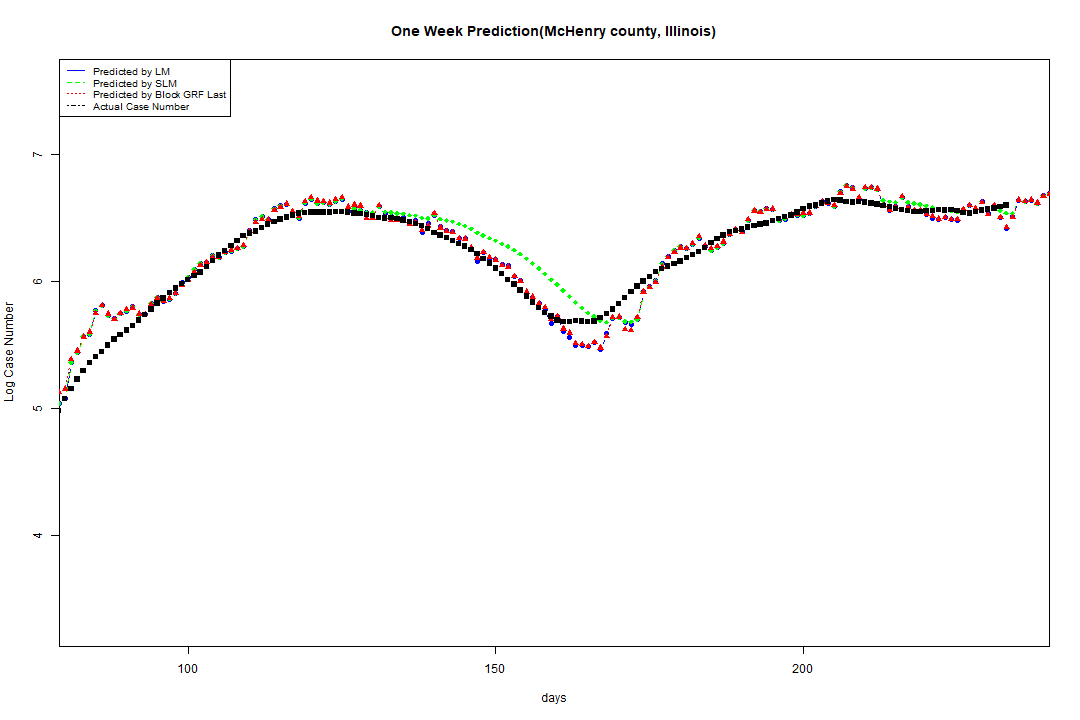 One Week Prediction(McHenry county, Illinois)
Predicted by LM
Predicted by SLM
Predicted by Block GRF Last
Actual Case Number
7
6
5
4
Log Case Number
100 150 200
days